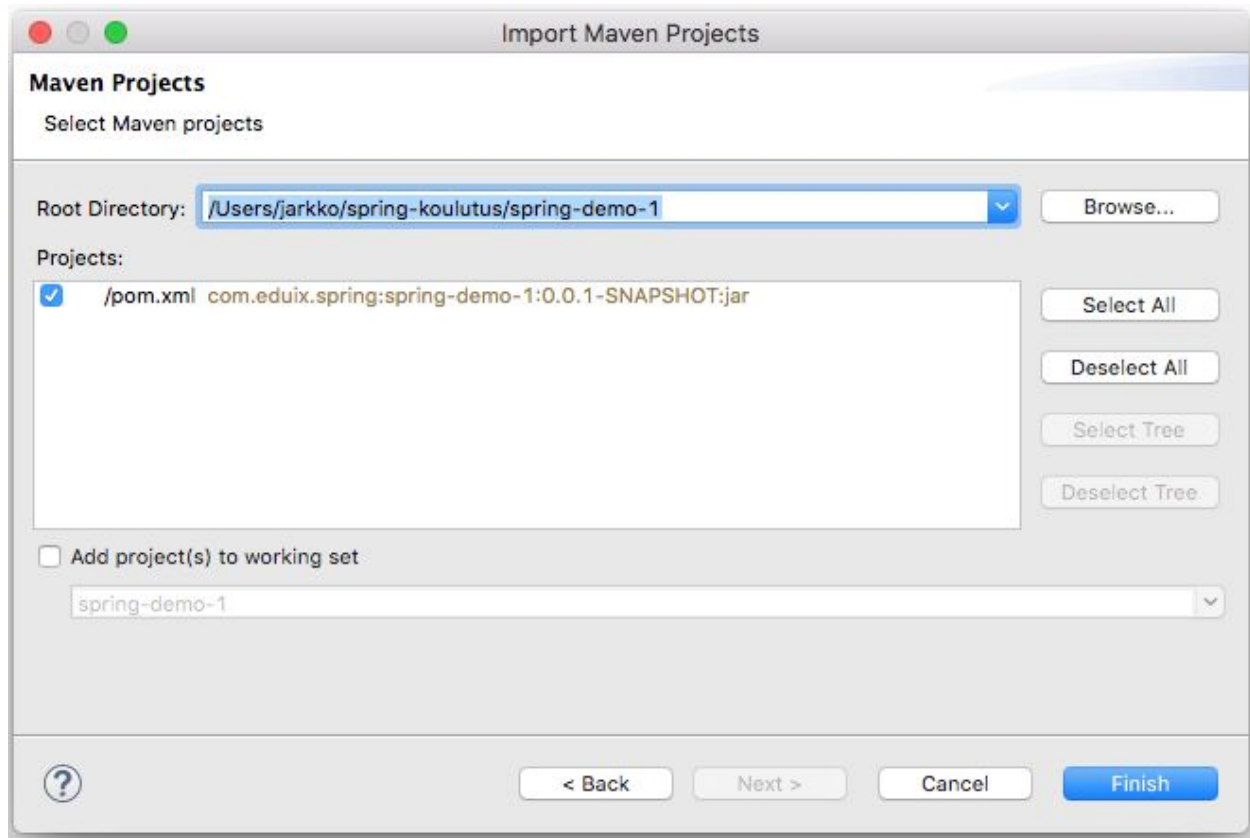 Import Maven Projects
Maven Projects
Select Maven projects
Root Directory: /Users/jarkko/spring-koulutus/spring-demo-1 Browse...
Projects:
/pom.xml com.eduix.spring:spring-demo-1:0.0.1-SNAPSHOT:jar
Select All
Deselect All
Select Tree
Deselect Tree
Add project(s) to working set
spring-demo-1
? < Back Next > Cancel Finish